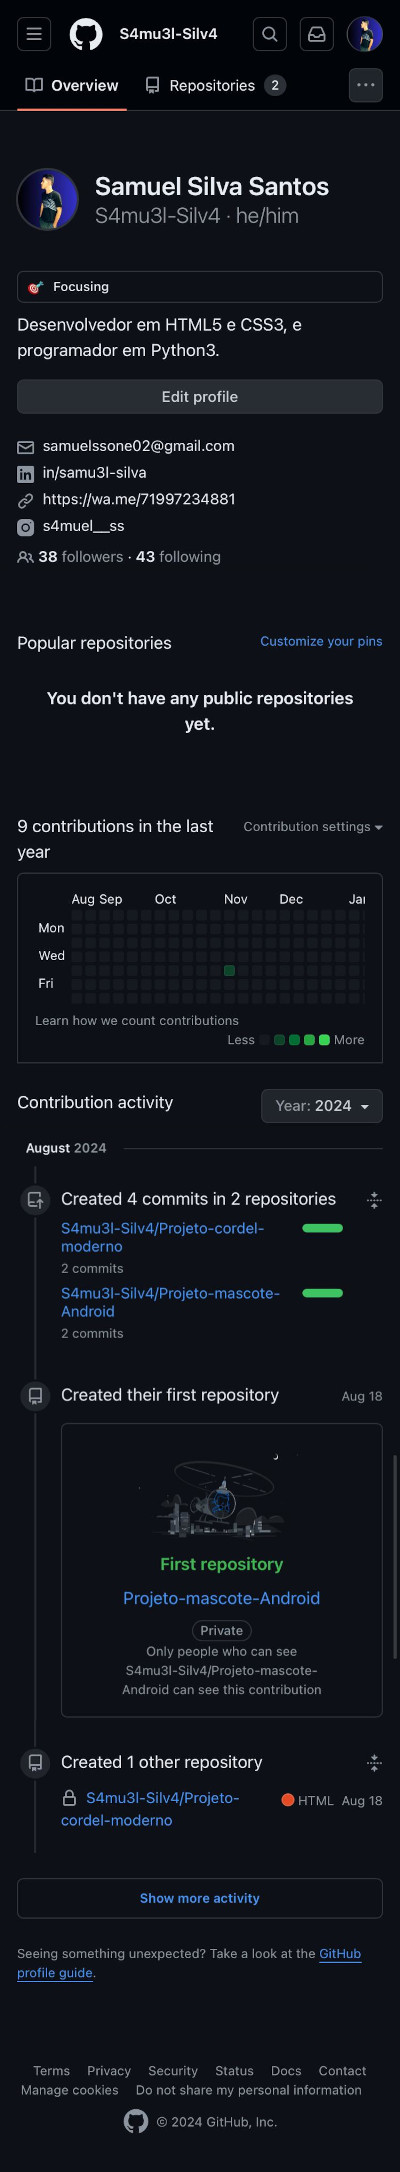 S4mu3l-Silv4
Overview
Repositories 2
Samuel Silva Santos
S4mu3l-Silv4 · he/him
Focusing
Desenvolvedor em HTML5 e CSS3, e
programador em Python3.
Edit profile
samuelssone02@gmail.com
in/samu3l-silva
https://wa.me/71997234881
s4muel__ss
38 followers · 43 following
Popular repositories
Customize your pins
You don't have any public repositories
yet.
9 contributions in the last
year
Contribution settings
Aug Sep Oct Nov Dec Jan
Mon
Wed
Fri
Learn how we count contributions
Less More
Contribution activity
Year: 2024
August 2024
Created 4 commits in 2 repositories
S4mu3l-Silv4/Projeto-cordel-
moderno
2 commits
S4mu3l-Silv4/Projeto-mascote-
Android
2 commits
Created their first repository Aug 18
First repository
Projeto-mascote-Android
Private
Only people who can see
S4mu3l-Silv4/Projeto-mascote-
Android can see this contribution
Created 1 other repository
S4mu3l-Silv4/Projeto-
cordel-moderno
HTML Aug 18
Show more activity
Seeing something unexpected? Take a look at the GitHub
profile guide.
Terms Privacy Security Status Docs Contact
Manage cookies Do not share my personal information
© 2024 GitHub, Inc.